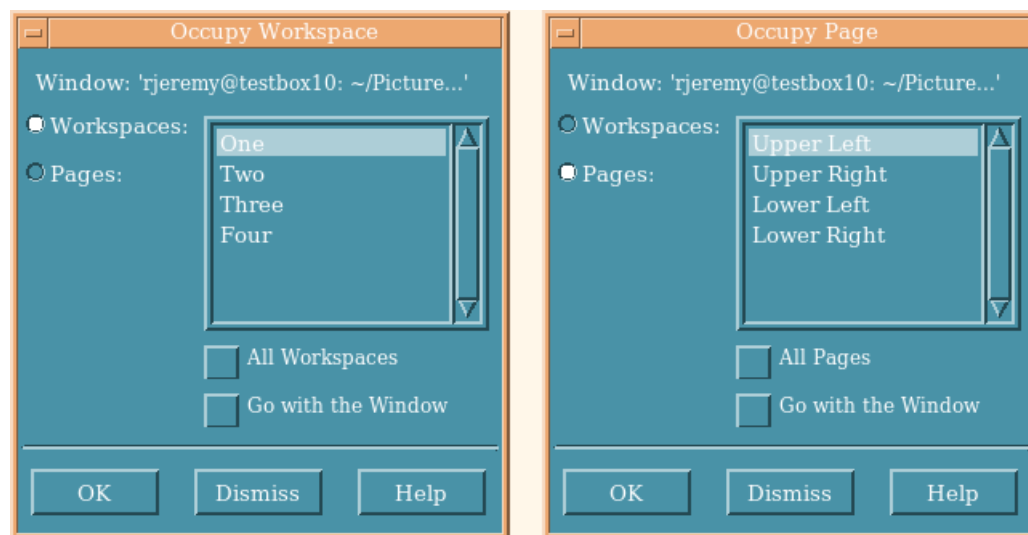 Occupy Workspace
Window: 'rjeremy@testbox10: ~/Picture...'
Workspaces:
Pages:
One
Two
Three
Four
All Workspaces
Go with the Window
OK Dismiss Help
Occupy Page
Window: 'rjeremy@testbox10: ~/Picture...'
Workspaces:
Pages:
Upper Left
Upper Right
Lower Left
Lower Right
All Pages
Go with the Window
OK Dismiss Help